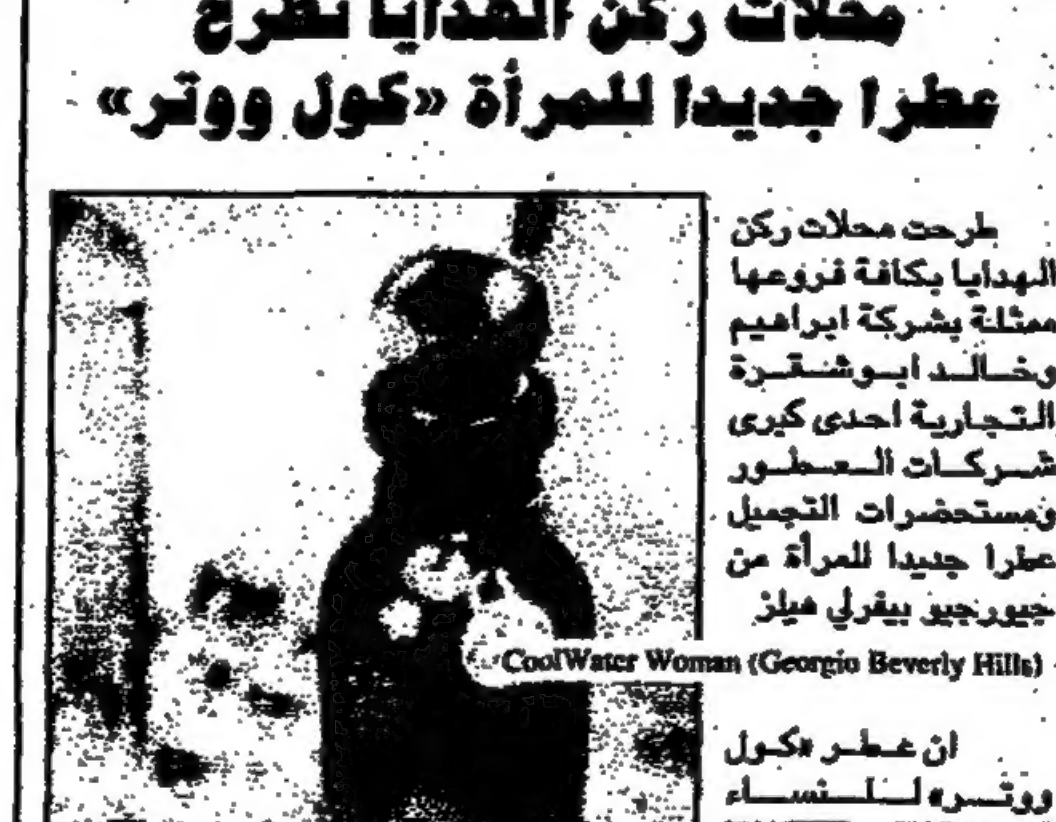 محلات ركن الهدايا تطرح
عطرا جديدا للمرأة «كول ووتر»
طرحت محلات ركن
الهدايا بكافة فروعها
ممثلة بشركة ابراهيم
وخالد ابوشنقرة
التجارية احدى كبرى
شركات العطور
ومستحضرات التجميل
عطرا جديدا للمرأة من
جيورجيو بيفرلي هيلز
CoolWater Woman (Georgio Beverly Hills)
ان عطر «كول
ووتر» للنساء